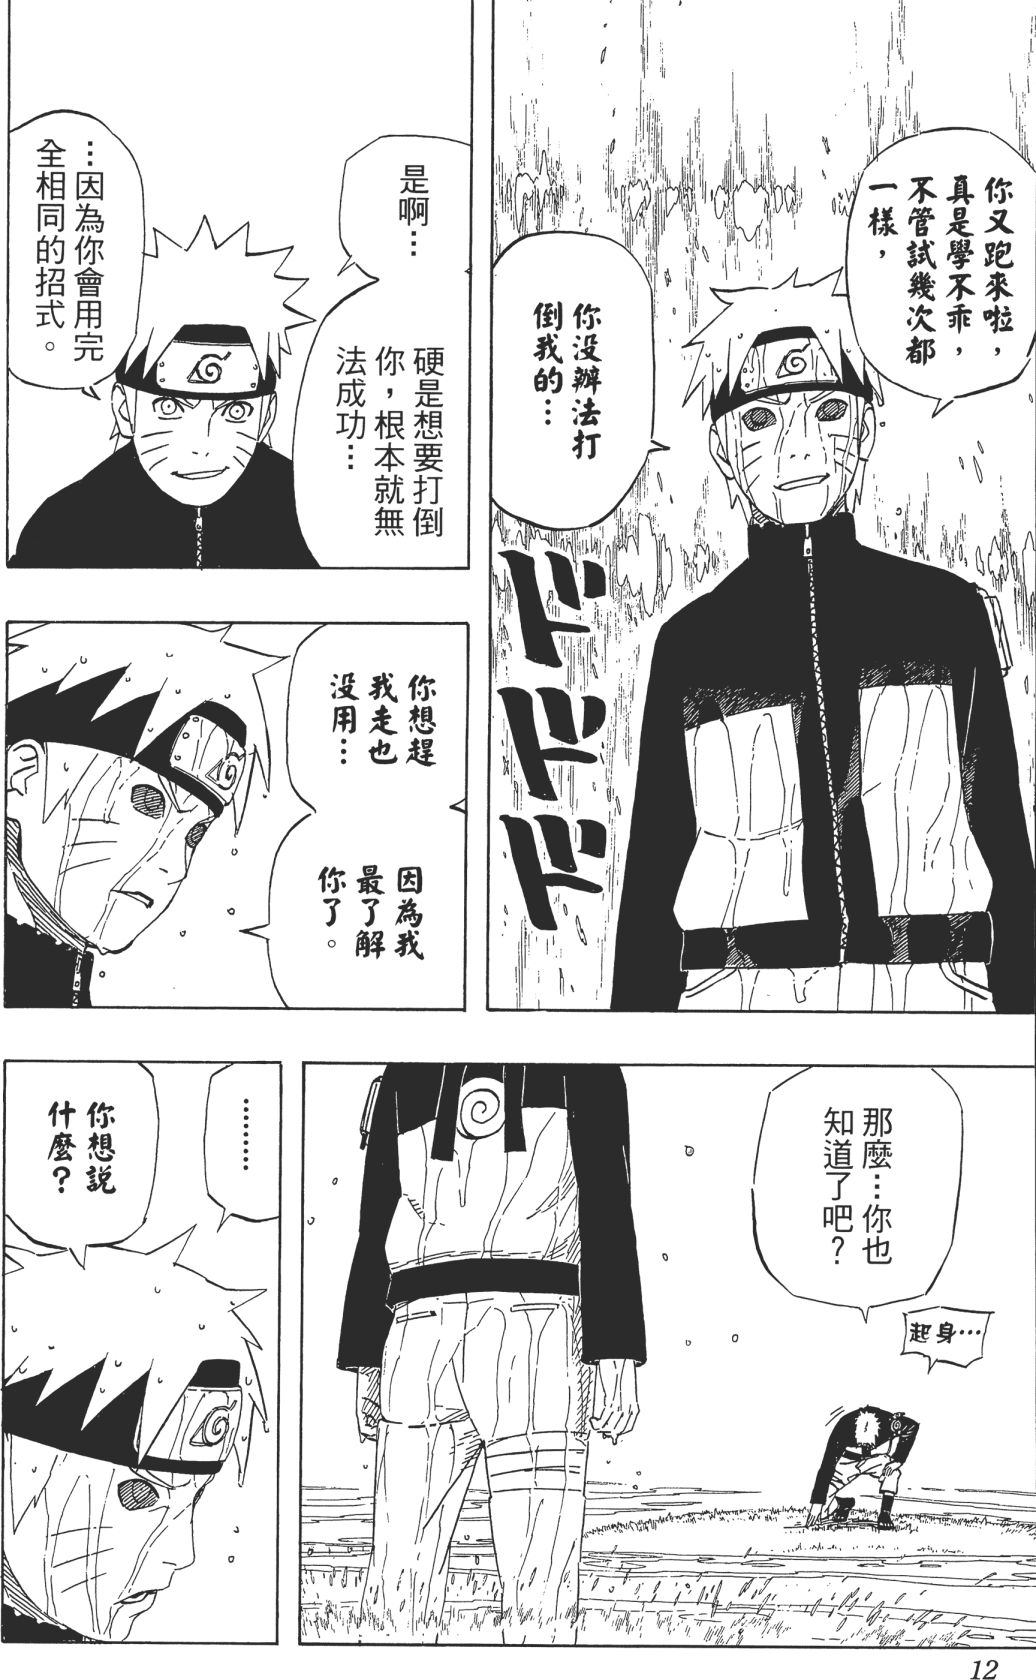 你又跑來啦，
真是學不乖，
不管試幾次都
一樣，
你沒辦法打
倒我的…
ドドド
是啊…
硬是想要打倒
你，根本就無
法成功…
…因為你會用完
全相同的招式。
你想趕
我走也
沒用…
因為我
最了解
你了。
那麼…你也
知道了吧？
起身…
………
你想說
什麼？
12